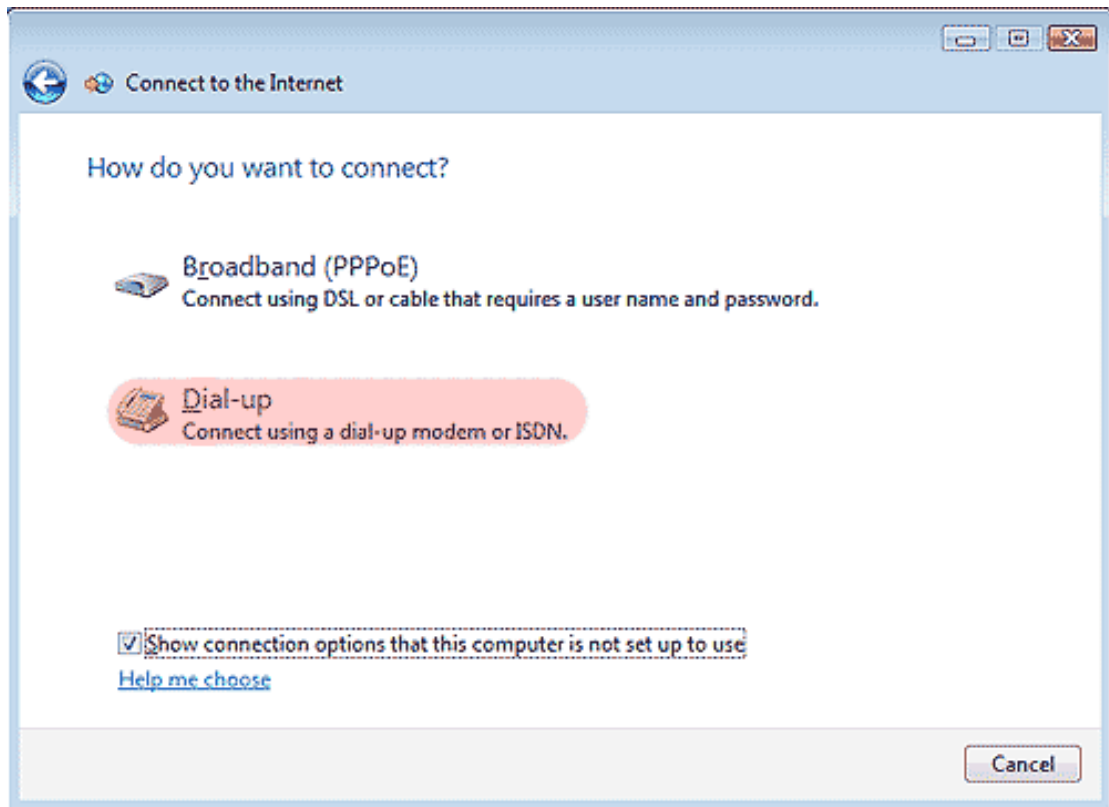 Connect to the Internet
How do you want to connect?
Broadband (PPPoE)
Connect using DSL or cable that requires a user name and password.
Dial-up
Connect using a dial-up modem or ISDN.
Show connection options that this computer is not set up to use
Help me choose
Cancel